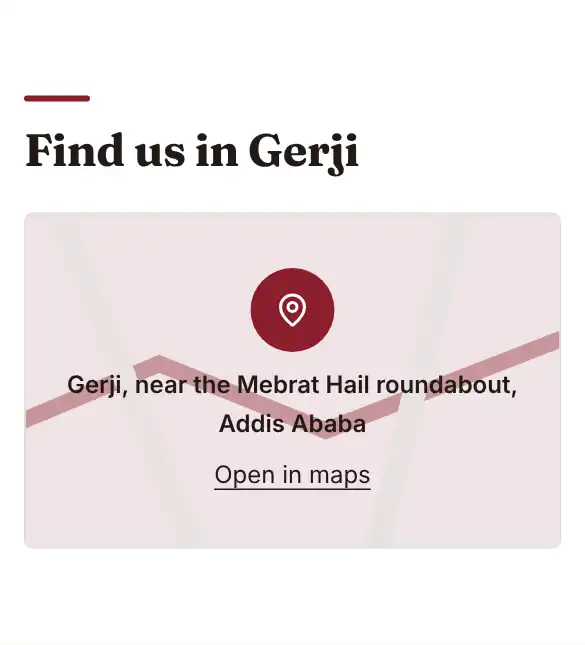 Find us in Gerji
Gerji, near the Mebrat Hail roundabout,
Addis Ababa
Open in maps